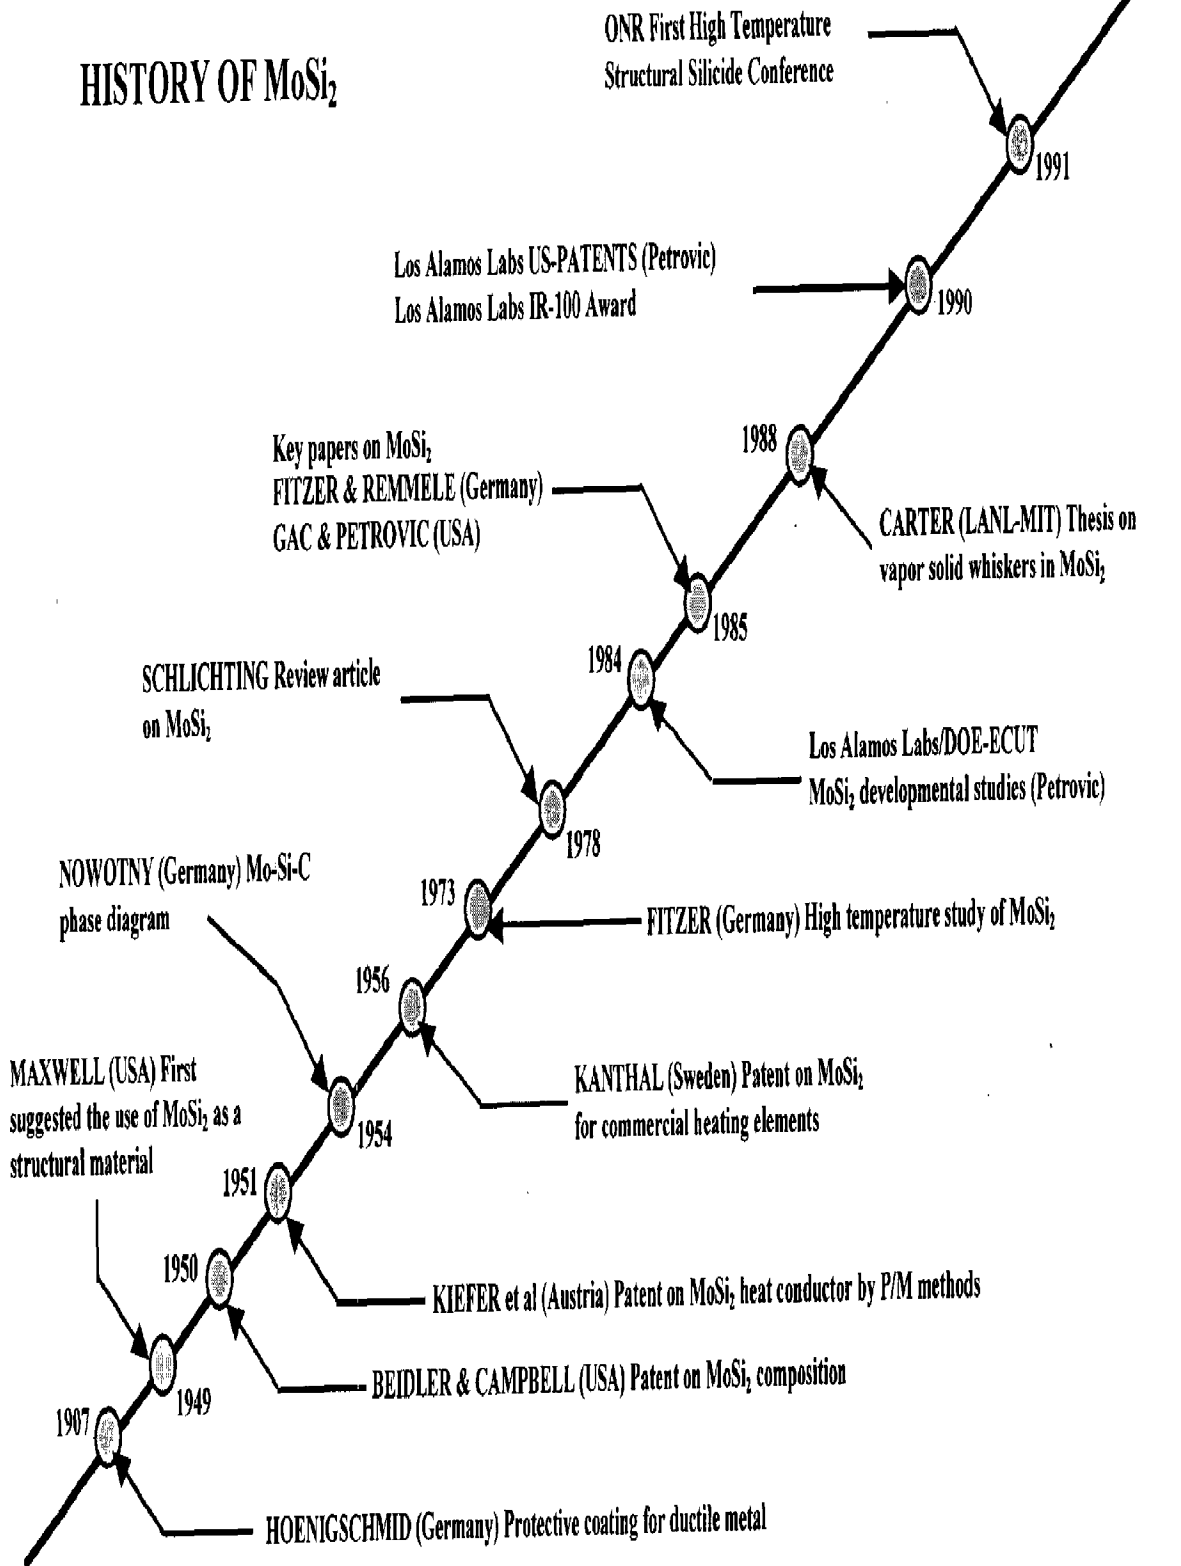 HISTORY OF MoSi₂
ONR First High Temperature
Structural Silicide Conference
1991
Los Alamos Labs US-PATENTS (Petrovic)
Los Alamos Labs IR-100 Award
1990
1988
CARTER (LANL-MIT) Thesis on
vapor solid whiskers in MoSi₂
Key papers on MoSi₂
FITZER & REMMELE (Germany)
GAC & PETROVIC (USA)
1985
1984
Los Alamos Labs/DOE-ECUT
MoSi₂ developmental studies (Petrovic)
SCHLICHTING Review article
on MoSi₂
1978
1973
FITZER (Germany) High temperature study of MoSi₂
NOWOTNY (Germany) Mo-Si-C
phase diagram
1956
KANTHAL (Sweden) Patent on MoSi₂
for commercial heating elements
1954
MAXWELL (USA) First
suggested the use of MoSi₂ as a
structural material
1951
KIEFER et al (Austria) Patent on MoSi₂ heat conductor by P/M methods
1950
BEIDLER & CAMPBELL (USA) Patent on MoSi₂ composition
1949
1907
HOENIGSCHMID (Germany) Protective coating for ductile metal